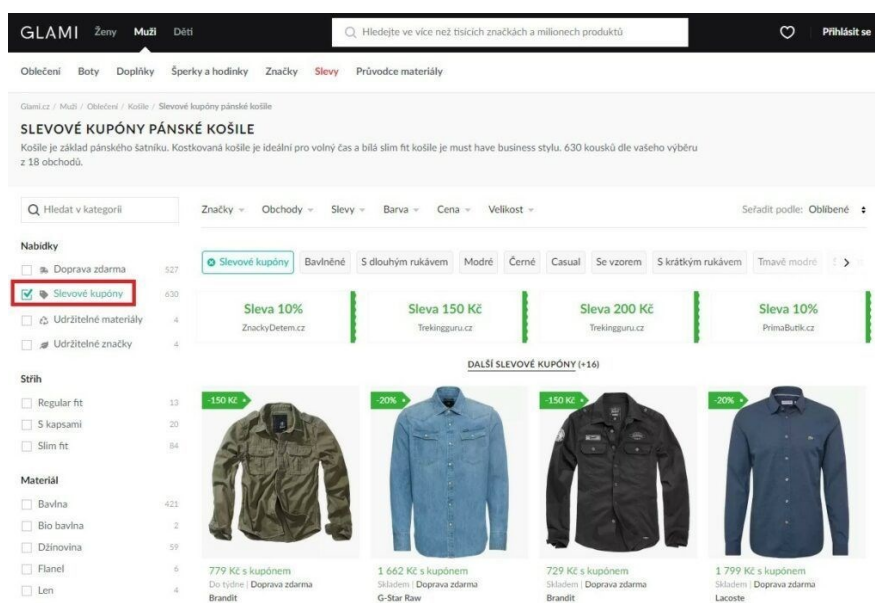 GLAMI Ženy Muži Děti Hledejte ve více než tisících značkách a milionech produktů Přihlásit se
Oblečení Boty Doplňky Šperky a hodinky Značky Slevy Průvodce materiály
Glami.cz / Muži / Oblečení / Košile / Slevové kupóny pánské košile
SLEVOVÉ KUPÓNY PÁNSKÉ KOŠILE
Košile je základ pánského šatníku. Kostkovaná košile je ideální pro volný čas a bílá slim fit košile je must have business stylu. 630 kousků dle vašeho výběru
z 18 obchodů.
Hledat v kategorii Značky Obchody Slevy Barva Cena Velikost Seřadit podle: Oblíbené
Nabídky
Doprava zdarma 527
Slevové kupóny 630
Udržitelné materiály 4
Udržitelné značky 4
Střih
Regular fit 13
S kapsami 20
Slim fit 84
Materiál
Bavlna 421
Bio bavlna 2
Džínovina 59
Flanel 6
Len 4
Slevové kupóny Bavlněné S dlouhým rukávem Modré Černé Casual Se vzorem S krátkým rukávem Tmavě modré
Sleva 10% Sleva 150 Kč Sleva 200 Kč Sleva 10%
ZnackyDetem.cz Trekingguru.cz Trekingguru.cz PrimaButik.cz
DALŠÍ SLEVOVÉ KUPÓNY (+16)
-150 Kč -20% -150 Kč -20%
779 Kč s kupónem 1 662 Kč s kupónem 729 Kč s kupónem 1 799 Kč s kupónem
Do týdne | Doprava zdarma Skladem | Doprava zdarma Skladem | Doprava zdarma Skladem | Doprava zdarma
Brandit G-Star Raw Brandit Lacoste